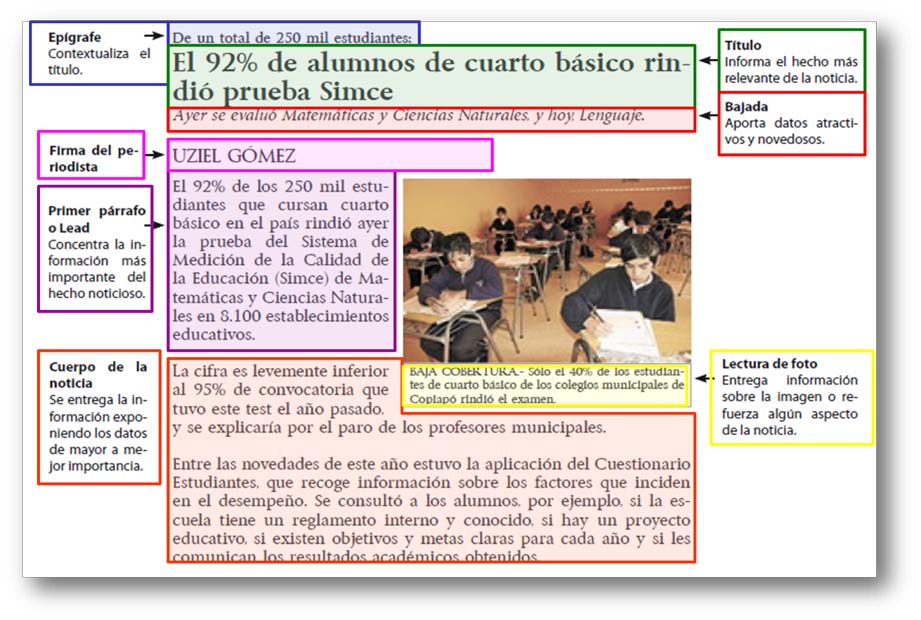 Epígrafe
Contextualiza el
título.
De un total de 250 mil estudiantes:
El 92% de alumnos de cuarto básico rin-
dió prueba Simce
Ayer se evaluó Matemáticas y Ciencias Naturales, y hoy, Lenguaje.
Título
Informa el hecho más
relevante de la noticia.
Bajada
Aporta datos atracti-
vos y novedosos.
Firma del pe-
riodista
UZIEL GÓMEZ
Primer párrafo
o Lead
Concentra la in-
formación más
importante del
hecho noticioso.
El 92% de los 250 mil estu-
diantes que cursan cuarto
básico en el país rindió ayer
la prueba del Sistema de
Medición de la Calidad de
la Educación (Simce) de Ma-
temáticas y Ciencias Natura-
les en 8.100 establecimientos
educativos.
BAJA COBERTURA.- Sólo el 40% de los estudian-
tes de cuarto básico de los colegios municipales de
Copiapó rindió el examen.
Lectura de foto
Entrega información
sobre la imagen o re-
fuerza algún aspecto
de la noticia.
Cuerpo de la
noticia
Se entrega la in-
formación expo-
niendo los datos
de mayor a me-
jor importancia.
La cifra es levemente inferior
al 95% de convocatoria que
tuvo este test el año pasado,
y se explicaría por el paro de los profesores municipales.
Entre las novedades de este año estuvo la aplicación del Cuestionario
Estudiantes, que recoge información sobre los factores que inciden
en el desempeño. Se consultó a los alumnos, por ejemplo, si la es-
cuela tiene un reglamento interno y conocido, si hay un proyecto
educativo, si existen objetivos y metas claras para cada año y si les
comunican los resultados académicos obtenidos.